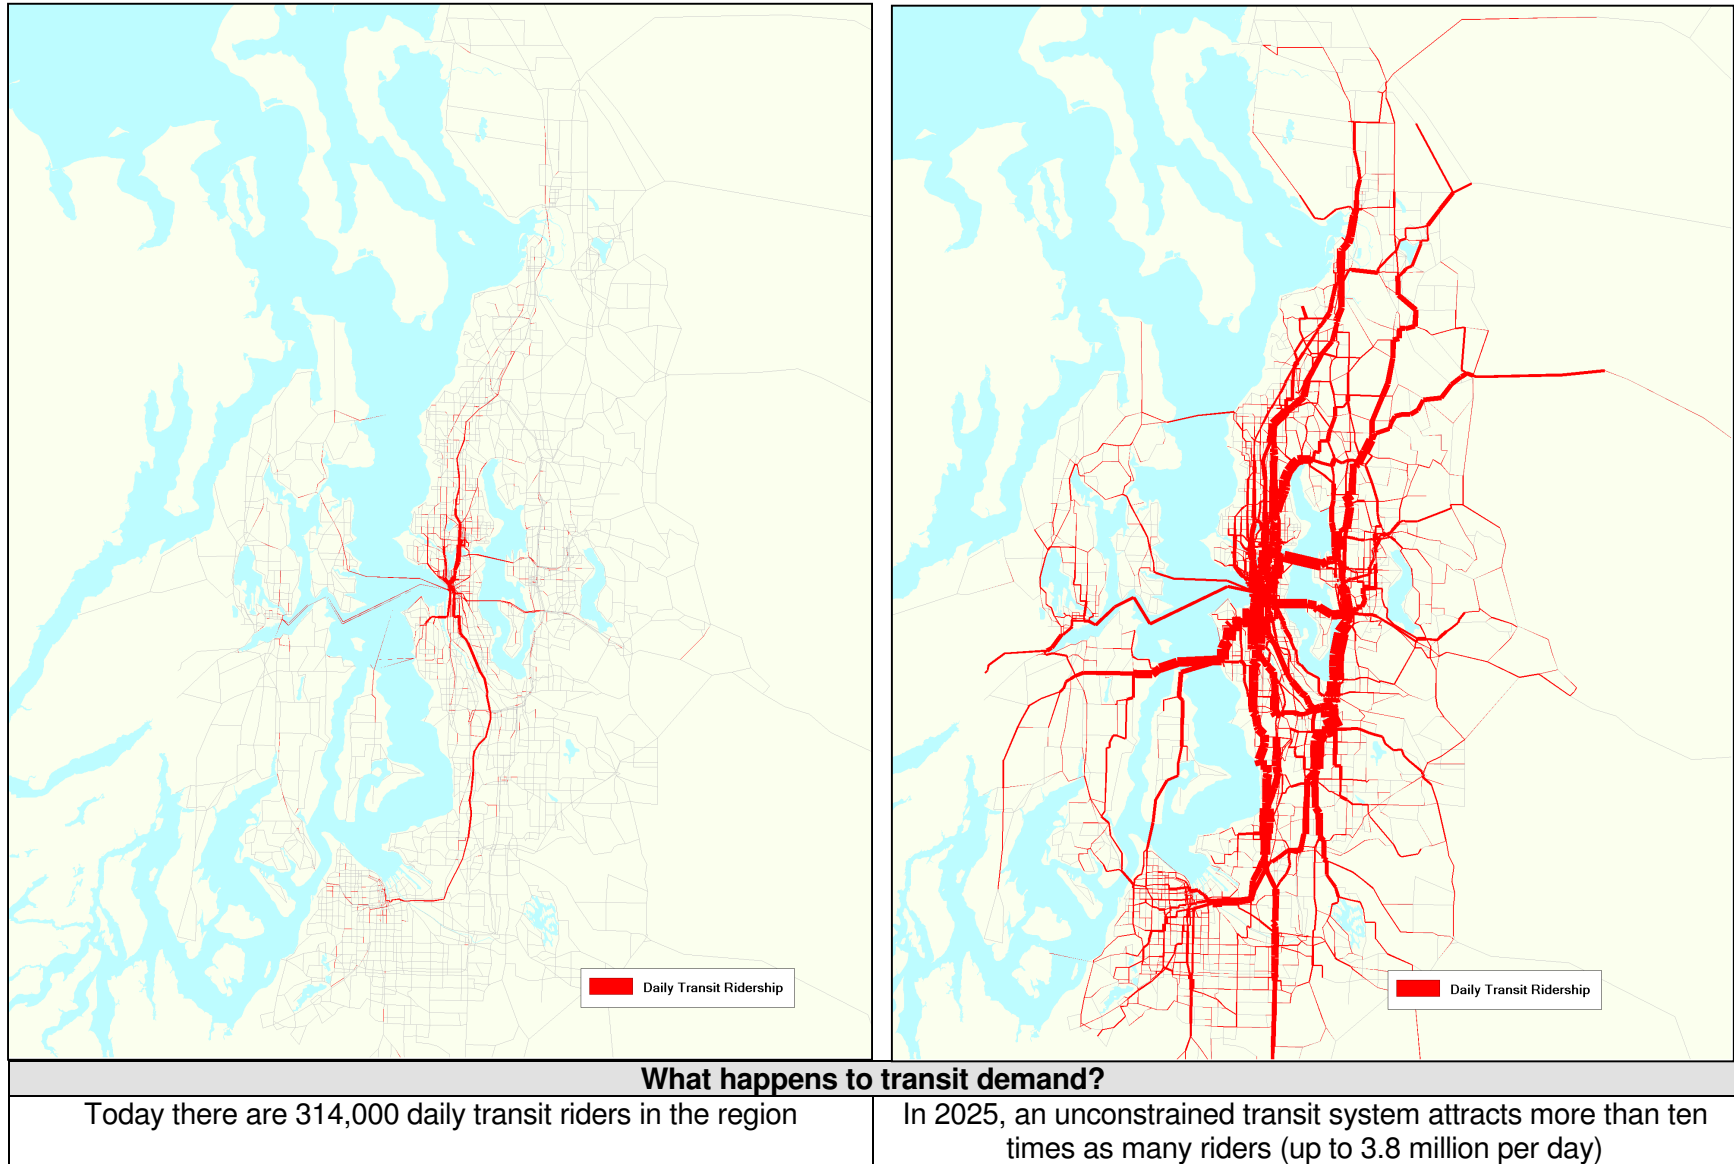 Daily Transit Ridership
Daily Transit Ridership
What happens to transit demand?
Today there are 314,000 daily transit riders in the region
In 2025, an unconstrained transit system attracts more than ten
times as many riders (up to 3.8 million per day)